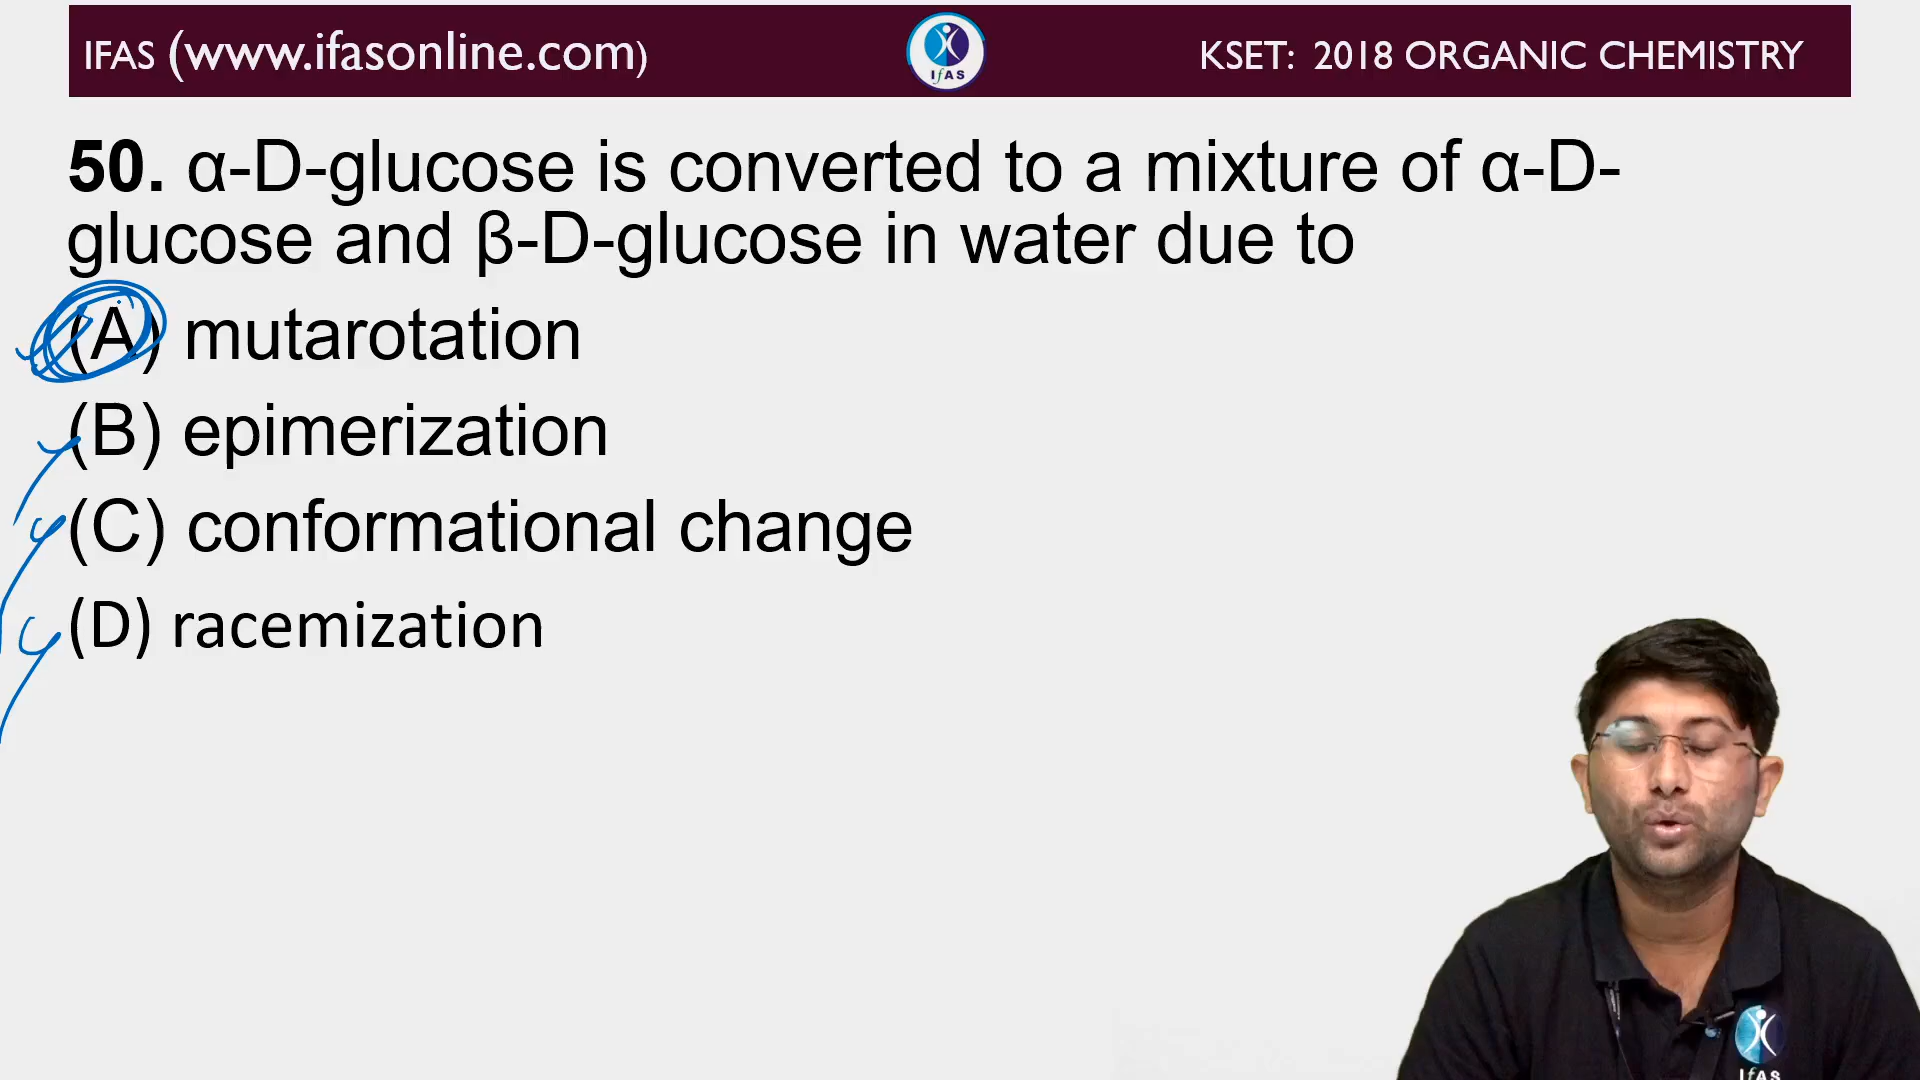 IFAS (www.ifasonline.com)
IfAS
KSET: 2018 ORGANIC CHEMISTRY
50. α-D-glucose is converted to a mixture of α-D-
glucose and β-D-glucose in water due to
(A) mutarotation
(B) epimerization
(C) conformational change
(D) racemization
IfAS